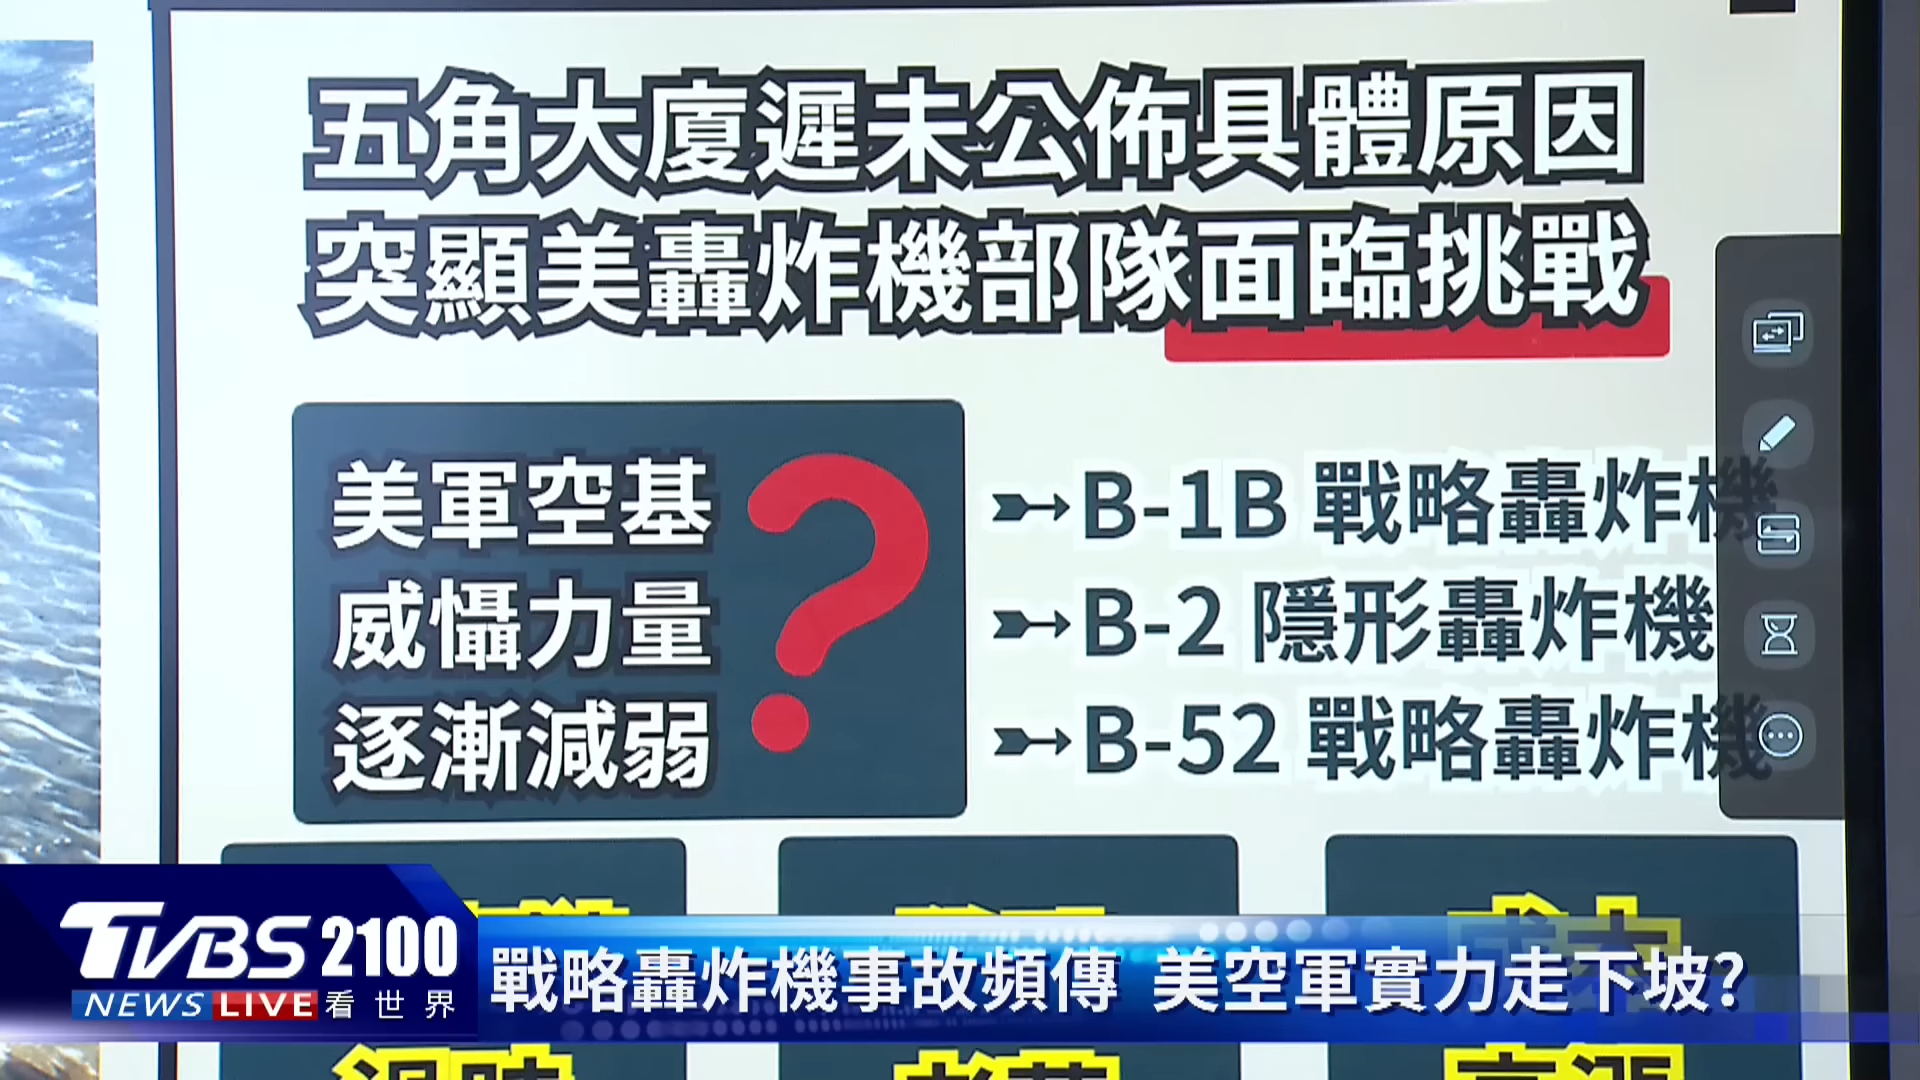 五角大廈遲未公佈具體原因
突顯美轟炸機部隊面臨挑戰
美軍空基
威懾力量
逐漸減弱
?
B-1B 戰略轟炸機
B-2 隱形轟炸機
B-52 戰略轟炸機
成本
TVBS 2100
NEWS LIVE 看世界
戰略轟炸機事故頻傳 美空軍實力走下坡?